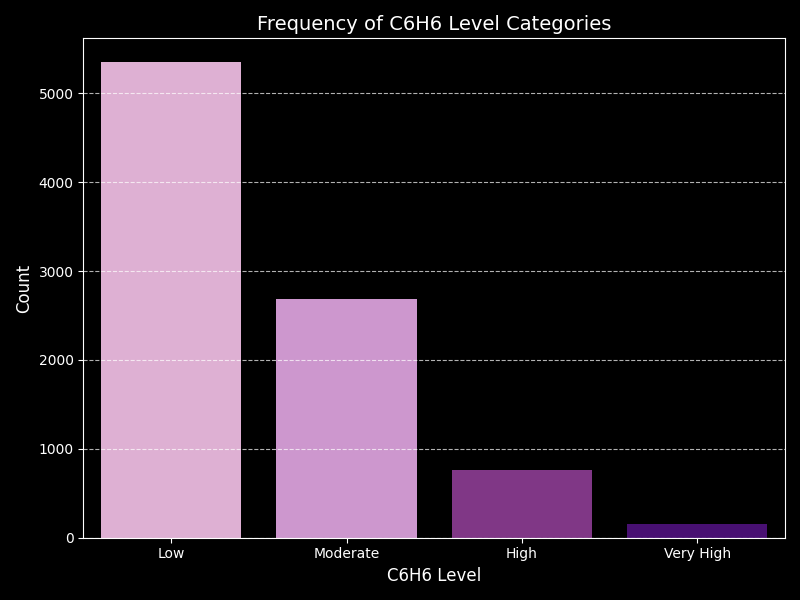 Frequency of C6H6 Level Categories
Count
5000
4000
3000
2000
1000
0
Low Moderate High Very High
C6H6 Level